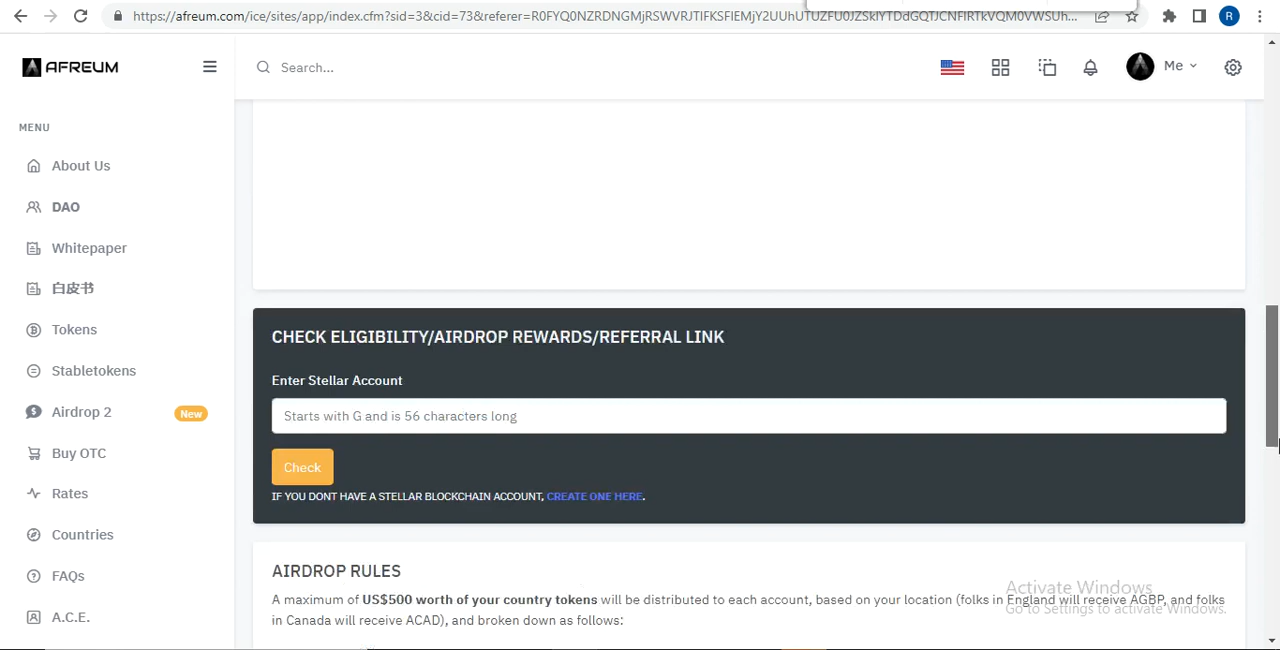 https://afreum.com/ice/sites/app/index.cfm?sid=3&cid=73&referer=R0FYQ0NZRDNGMjRSWVRJTlFKSFlEMjY2UUhUTUZFU0JZSklYTDdGQTJCNFlRTkVQM0VWSUh...
R
AFREUM
Search...
Me
MENU
About Us
DAO
Whitepaper
白皮书
Tokens
Stabletokens
Airdrop 2
New
Buy OTC
Rates
Countries
FAQs
A.C.E.
CHECK ELIGIBILITY/AIRDROP REWARDS/REFERRAL LINK
Enter Stellar Account
Starts with G and is 56 characters long
Check
IF YOU DONT HAVE A STELLAR BLOCKCHAIN ACCOUNT, CREATE ONE HERE.
AIRDROP RULES
A maximum of US$500 worth of your country tokens will be distributed to each account, based on your location (folks in England will receive AGBP, and folks
in Canada will receive ACAD), and broken down as follows:
Activate Windows
Go to Settings to activate Windows.